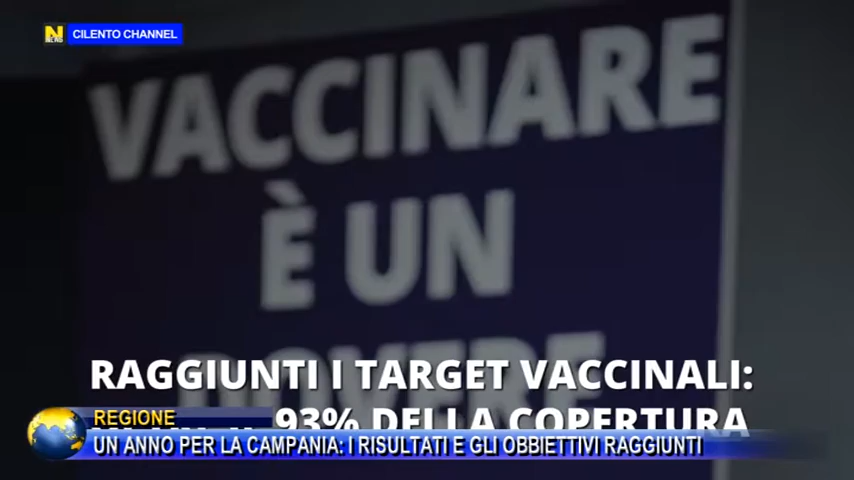 CILENTO CHANNEL
VACCINARE
È UN
DOVERE
RAGGIUNTI I TARGET VACCINALI:
93% DELLA COPERTURA
REGIONE
UN ANNO PER LA CAMPANIA: I RISULTATI E GLI OBBIETTIVI RAGGIUNTI